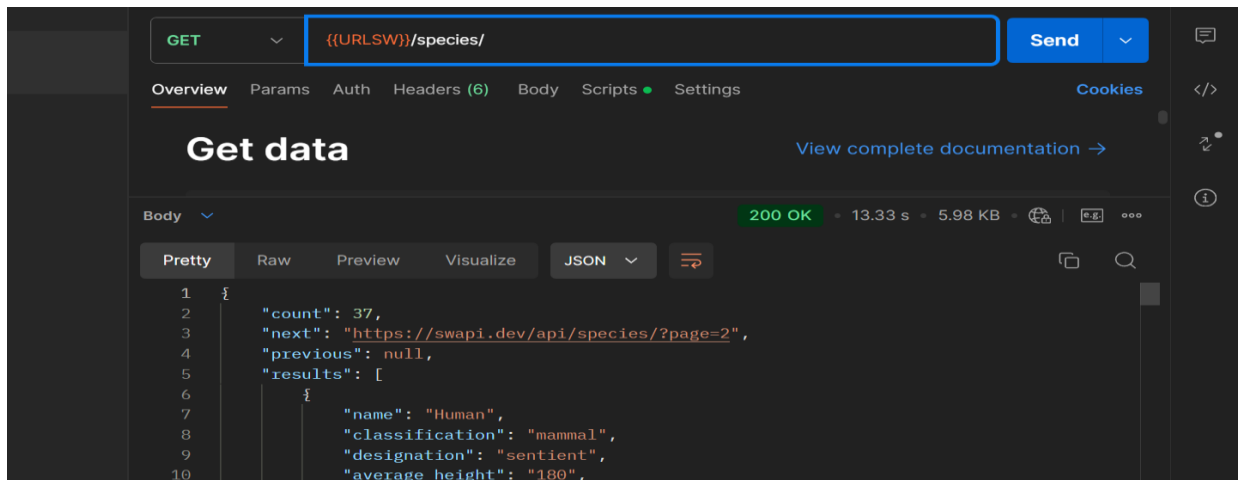 GET {{URLSW}}/species/ Send
Overview Params Auth Headers (6) Body Scripts Settings Cookies
Get data View complete documentation →
Body 200 OK • 13.33 s • 5.98 KB e.g.
Pretty Raw Preview Visualize JSON
1 {
2 "count": 37,
3 "next": "https://swapi.dev/api/species/?page=2",
4 "previous": null,
5 "results": [
6 {
7 "name": "Human",
8 "classification": "mammal",
9 "designation": "sentient",
10 "average_height": "180",